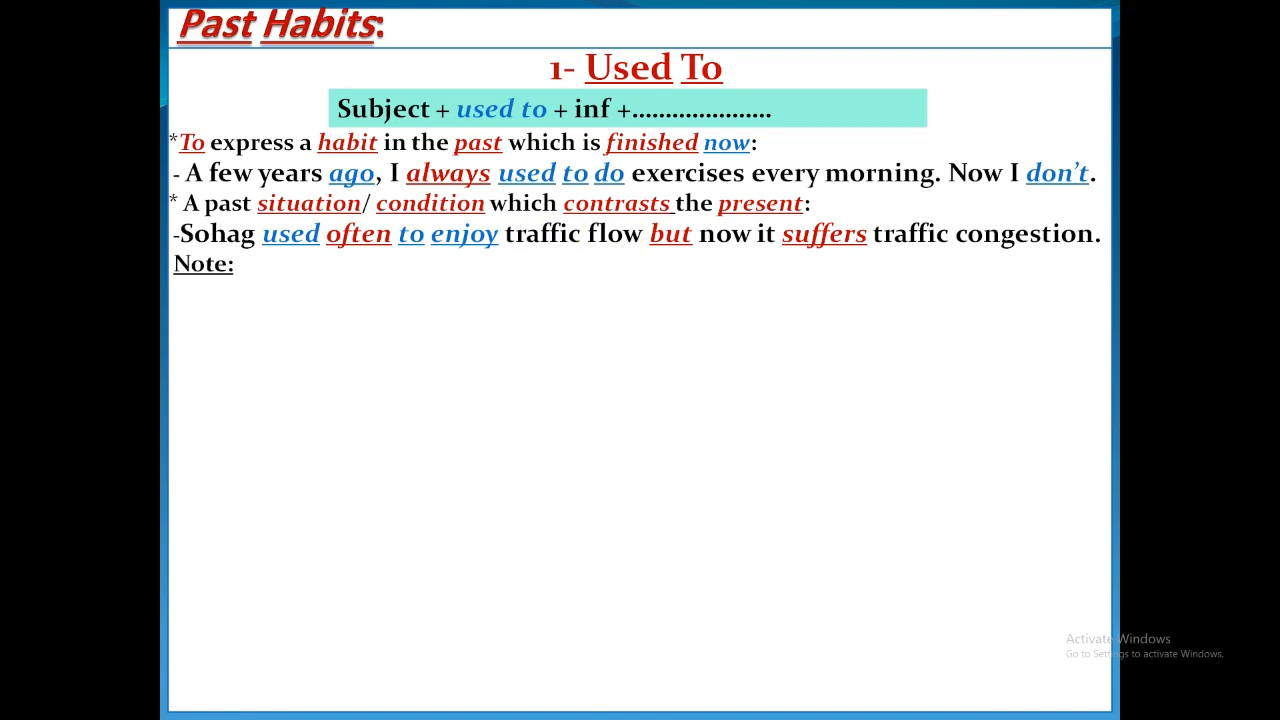 Past Habits:
1- Used To
Subject + used to + inf +.....................
*To express a habit in the past which is finished now:
- A few years ago, I always used to do exercises every morning. Now I don't.
* A past situation/ condition which contrasts the present:
-Sohag used often to enjoy traffic flow but now it suffers traffic congestion.
Note:
Activate Windows
Go to Settings to activate Windows.